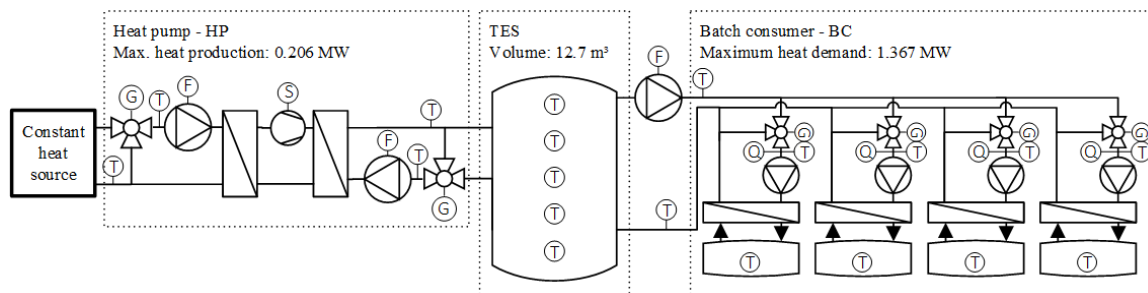 Heat pump - HP
Max. heat production: 0.206 MW
TES
Volume: 12.7 m³
Batch consumer - BC
Maximum heat demand: 1.367 MW
Constant
heat
source
G
T
F
S
T
T
F
T
G
T
T
T
T
T
F
T
T
G
Q
T
G
Q
T
G
Q
T
G
Q
T
T
T
T
T